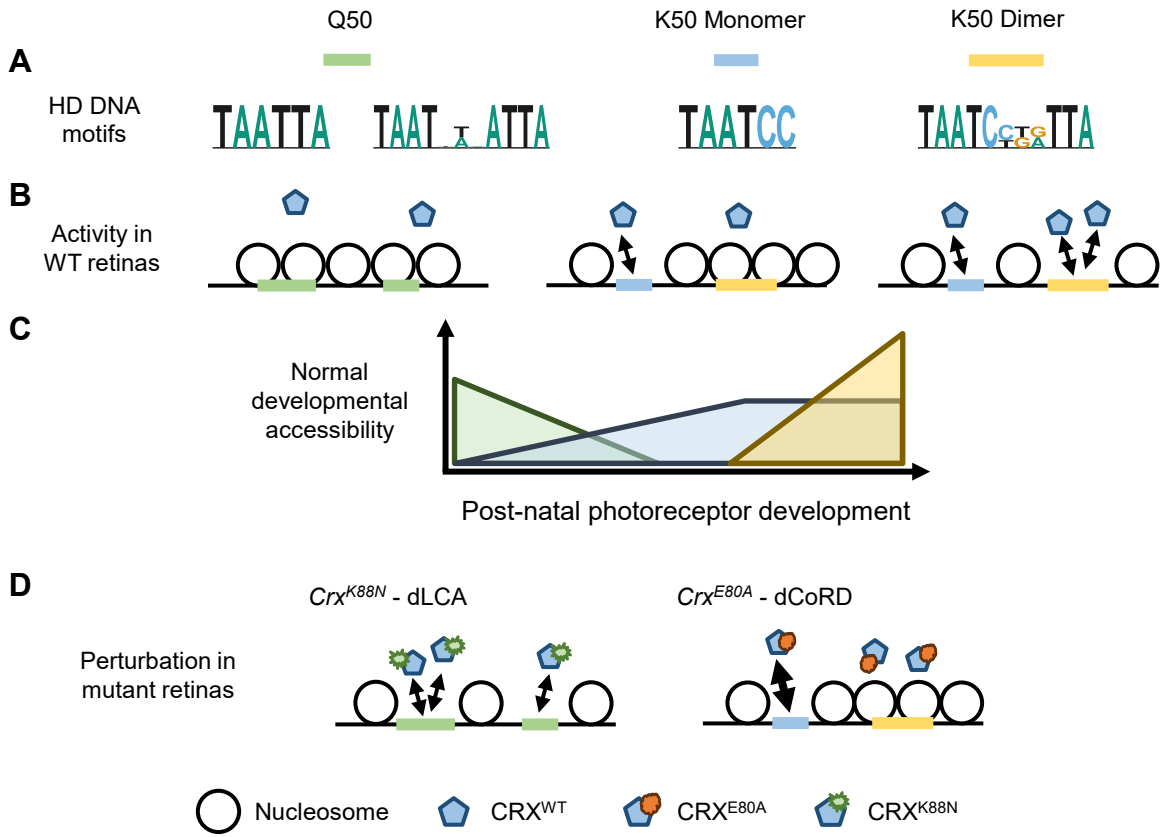 Q50
K50 Monomer
K50 Dimer
A
HD DNA
motifs
TAATTA
TAAT T ATTA
A
TAATCC
TAATCCTGTTA
TGA
B
Activity in
WT retinas
C
Normal
developmental
accessibility
Post-natal photoreceptor development
D
Crx^K88N - dLCA
Crx^E80A - dCoRD
Perturbation in
mutant retinas
Nucleosome
CRX^WT
CRX^E80A
CRX^K88N